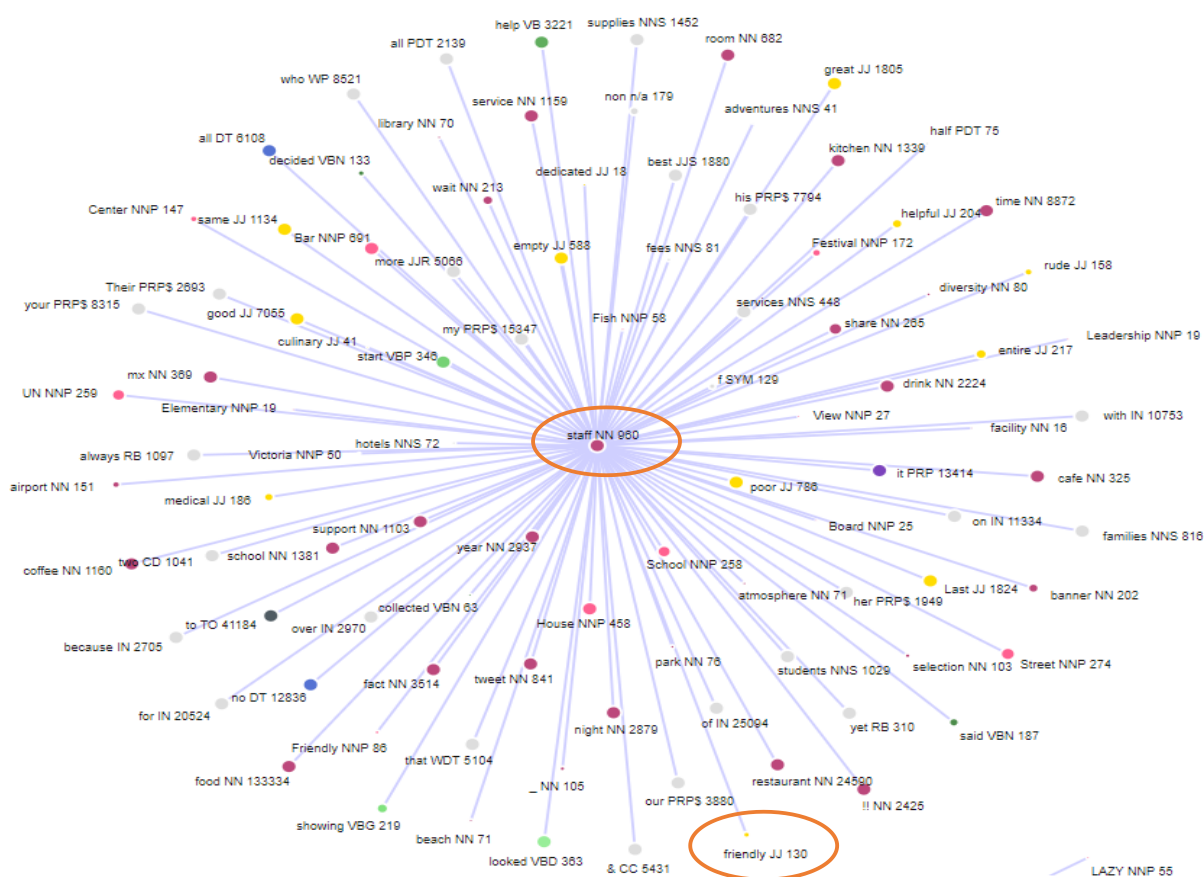 supplies NNS 1452
help VB 3221
room NN 682
all PDT 2139
great JJ 1805
who WP 8521
service NN 1159
non n/a 179
adventures NNS 41
library NN 70
half PDT 75
all DT 6108
kitchen NN 1339
decided VBN 133
best JJS 1880
dedicated JJ 18
wait NN 213
his PRP$ 7794
time NN 8872
Center NNP 147
same JJ 1134
helpful JJ 204
Bar NNP 691
empty JJ 588
fees NNS 81
Festival NNP 172
more JJR 5066
rude JJ 158
Their PRP$ 2693
diversity NN 80
your PRP$ 8315
services NNS 448
good JJ 7055
Fish NNP 58
my PRP$ 15347
share NN 265
culinary JJ 41
Leadership NNP 19
start VBP 346
entire JJ 217
mx NN 369
f SYM 129
drink NN 2224
UN NNP 259
Elementary NNP 19
View NNP 27
with IN 10753
facility NN 16
staff NN 960
hotels NNS 72
always RB 1097
Victoria NNP 50
it PRP 13414
cafe NN 325
airport NN 151
poor JJ 786
medical JJ 186
on IN 11334
Board NNP 25
support NN 1103
families NNS 816
year NN 2937
school NN 1381
two CD 1041
School NNP 258
coffee NN 1160
Last JJ 1824
atmosphere NN 71
her PRP$ 1949
banner NN 202
collected VBN 63
House NNP 458
to TO 41184
over IN 2970
because IN 2705
park NN 76
students NNS 1029
selection NN 103
Street NNP 274
tweet NN 841
fact NN 3514
no DT 12836
for IN 20524
night NN 2879
of IN 25094
yet RB 310
said VBN 187
Friendly NNP 86
that WDT 5104
food NN 133334
_ NN 105
restaurant NN 24590
our PRP$ 3880
!! NN 2425
showing VBG 219
beach NN 71
friendly JJ 130
looked VBD 363
& CC 5431
LAZY NNP 55